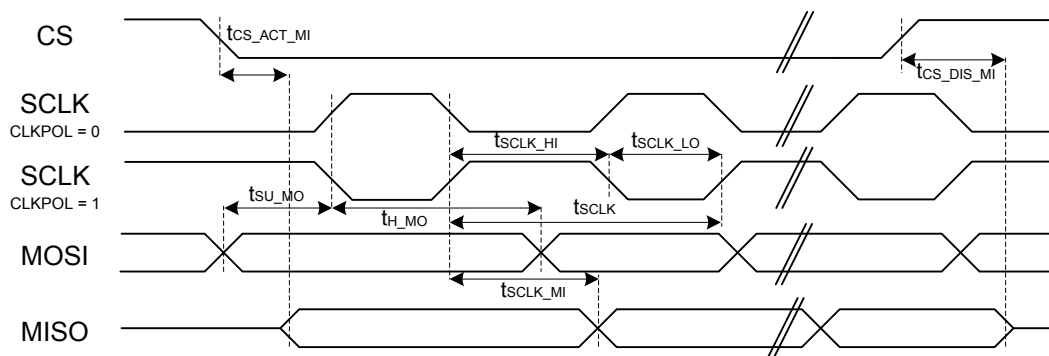 CS
tCS_ACT_MI
tCS_DIS_MI
SCLK
CLKPOL = 0
tSCLK_HI
tSCLK_LO
SCLK
CLKPOL = 1
tSU_MO
tH_MO
tSCLK
MOSI
tSCLK_MI
MISO